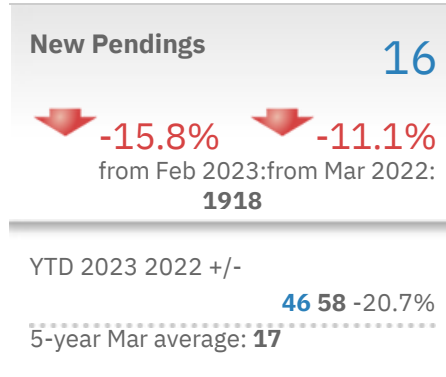 New Pendings
16
-15.8% -11.1%
from Feb 2023:from Mar 2022:
1918
YTD 2023 2022 +/-
46 58 -20.7%
5-year Mar average: 17